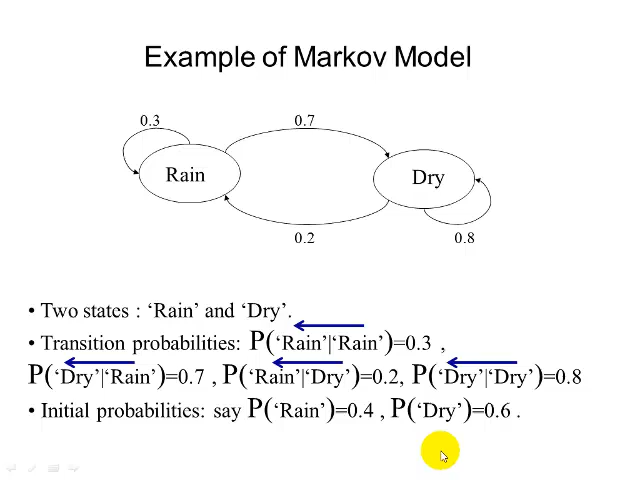 Example of Markov Model
0.3
0.7
Rain
Dry
0.2
0.8
• Two states : ‘Rain’ and ‘Dry’.
• Transition probabilities: P(‘Rain’|‘Rain’)=0.3 ,
P(‘Dry’|‘Rain’)=0.7 , P(‘Rain’|‘Dry’)=0.2, P(‘Dry’|‘Dry’)=0.8
• Initial probabilities: say P(‘Rain’)=0.4 , P(‘Dry’)=0.6 .